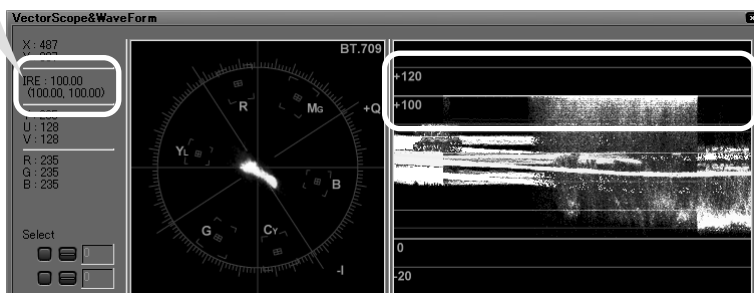 VectorScope&WaveForm
X : 487
IRE : 100.00
(100.00, 100.00)
U : 128
V : 128
R : 235
G : 235
B : 235
Select
0
0
BT.709
R
MG
+Q
YL
B
G
CY
-I
+120
+100
0
-20